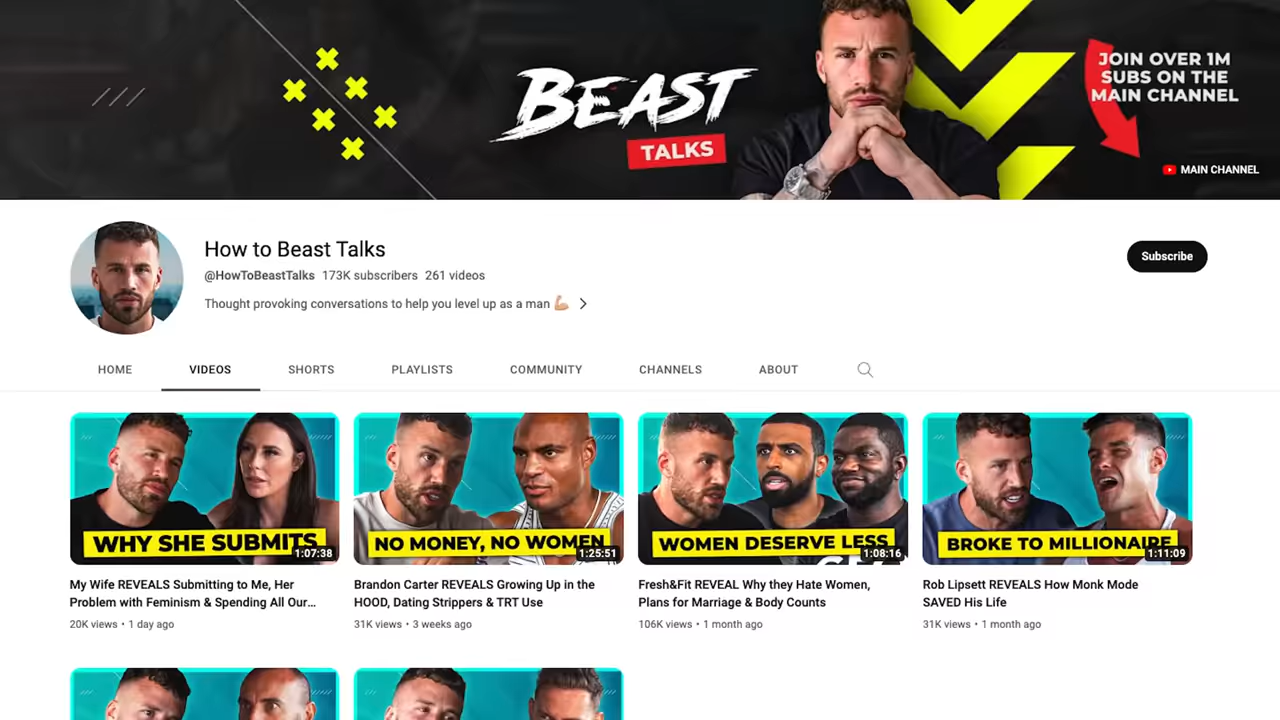 BEAST
TALKS
JOIN OVER 1M
SUBS ON THE
MAIN CHANNEL
MAIN CHANNEL
How to Beast Talks
@HowToBeastTalks 173K subscribers 261 videos
Thought provoking conversations to help you level up as a man 💪🏼
Subscribe
HOME VIDEOS SHORTS PLAYLISTS COMMUNITY CHANNELS ABOUT
WHY SHE SUBMITS
1:07:38
NO MONEY, NO WOMEN
1:25:51
WOMEN DESERVE LESS
1:08:16
BROKE TO MILLIONAIRE
1:11:09
My Wife REVEALS Submitting to Me, Her
Problem with Feminism & Spending All Our...
20K views • 1 day ago
Brandon Carter REVEALS Growing Up in the
HOOD, Dating Strippers & TRT Use
31K views • 3 weeks ago
Fresh&Fit REVEAL Why they Hate Women,
Plans for Marriage & Body Counts
106K views • 1 month ago
Rob Lipsett REVEALS How Monk Mode
SAVED His Life
31K views • 1 month ago